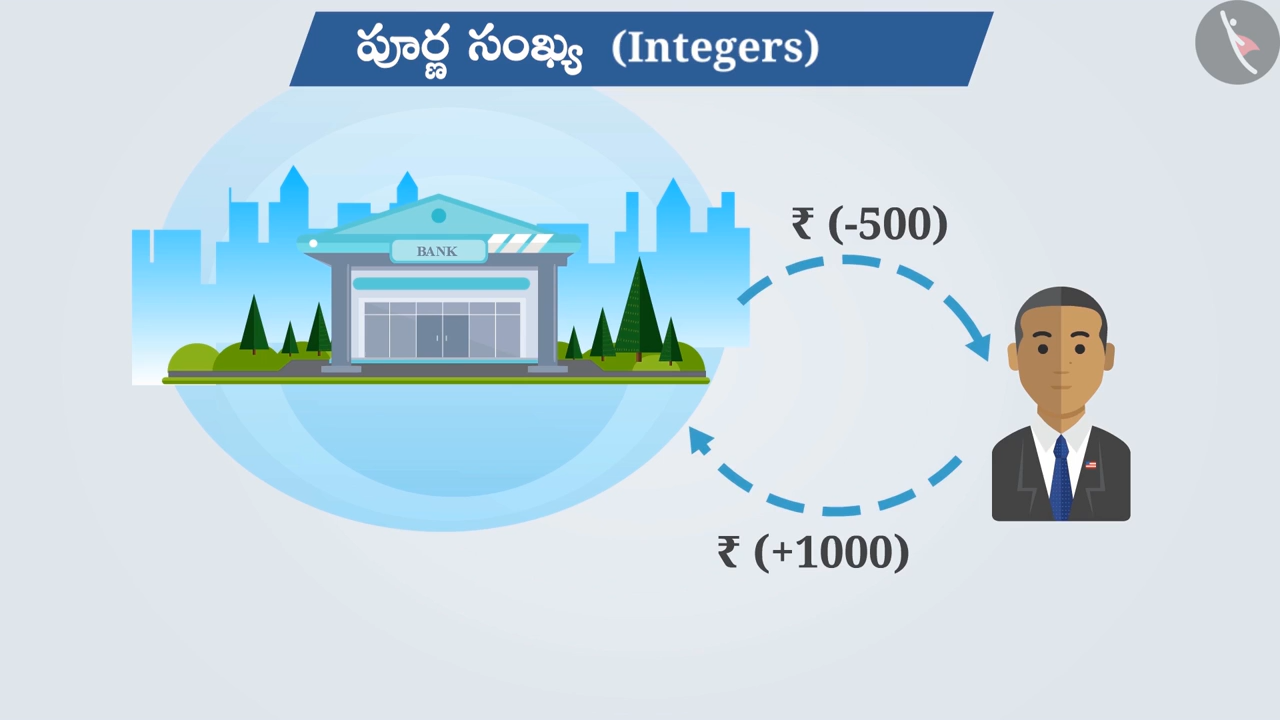 పూర్ణ సంఖ్య (Integers)
₹ (-500)
BANK
₹ (+1000)